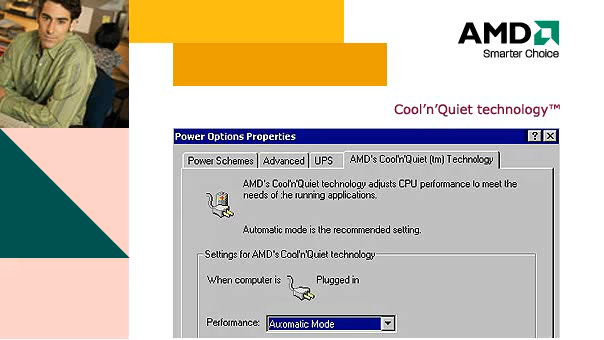 AMD
Smarter Choice
Cool'n'Quiet technology™
Power Options Properties
Power Schemes Advanced UPS AMD's Cool'n'Quiet (tm) Technology
AMD's Cool'n'Quiet technology adjusts CPU performance to meet the
needs of the running applications.
Automatic mode is the recommended setting.
Settings for AMD's Cool'n'Quiet technology
When computer is Plugged in
Performance: Automatic Mode